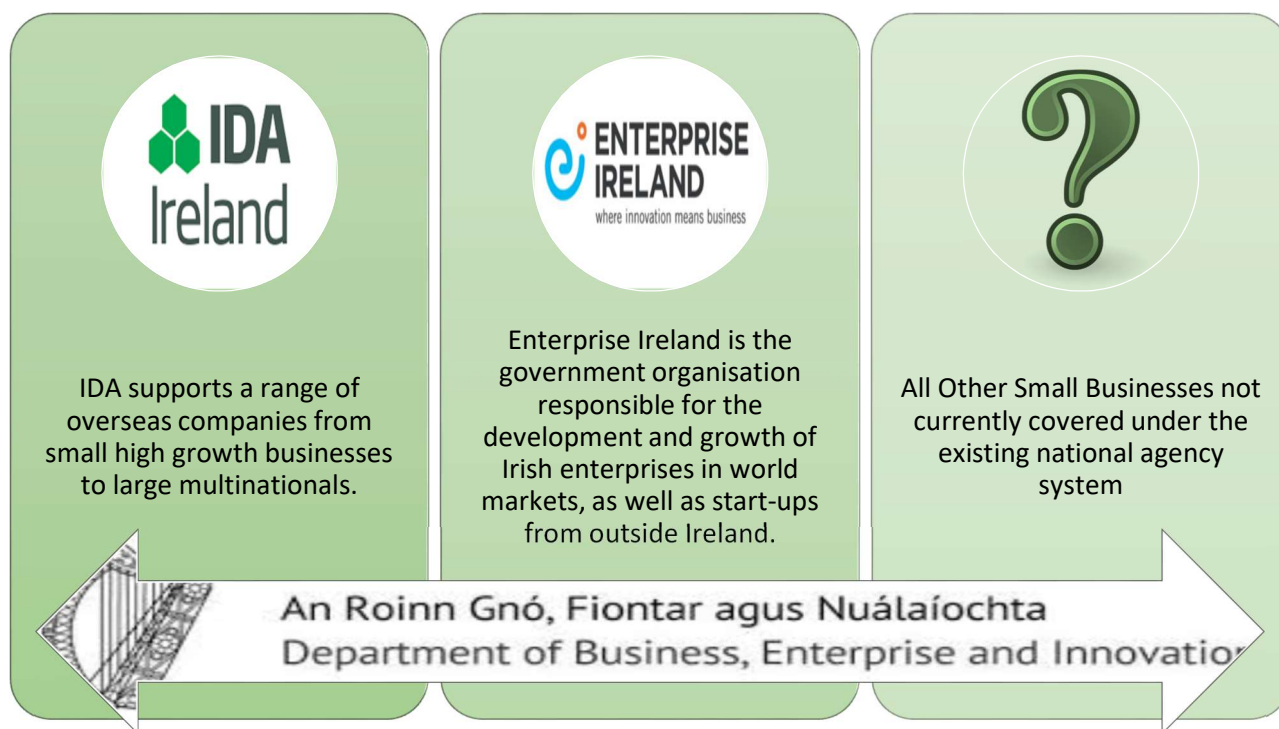 IDA
Ireland
IDA supports a range of
overseas companies from
small high growth businesses
to large multinationals.
ENTERPRISE
IRELAND
where innovation means business
Enterprise Ireland is the
government organisation
responsible for the
development and growth of
Irish enterprises in world
markets, as well as start-ups
from outside Ireland.
?
All Other Small Businesses not
currently covered under the
existing national agency
system
An Roinn Gnó, Fiontar agus Nuálaíochta
Department of Business, Enterprise and Innovation